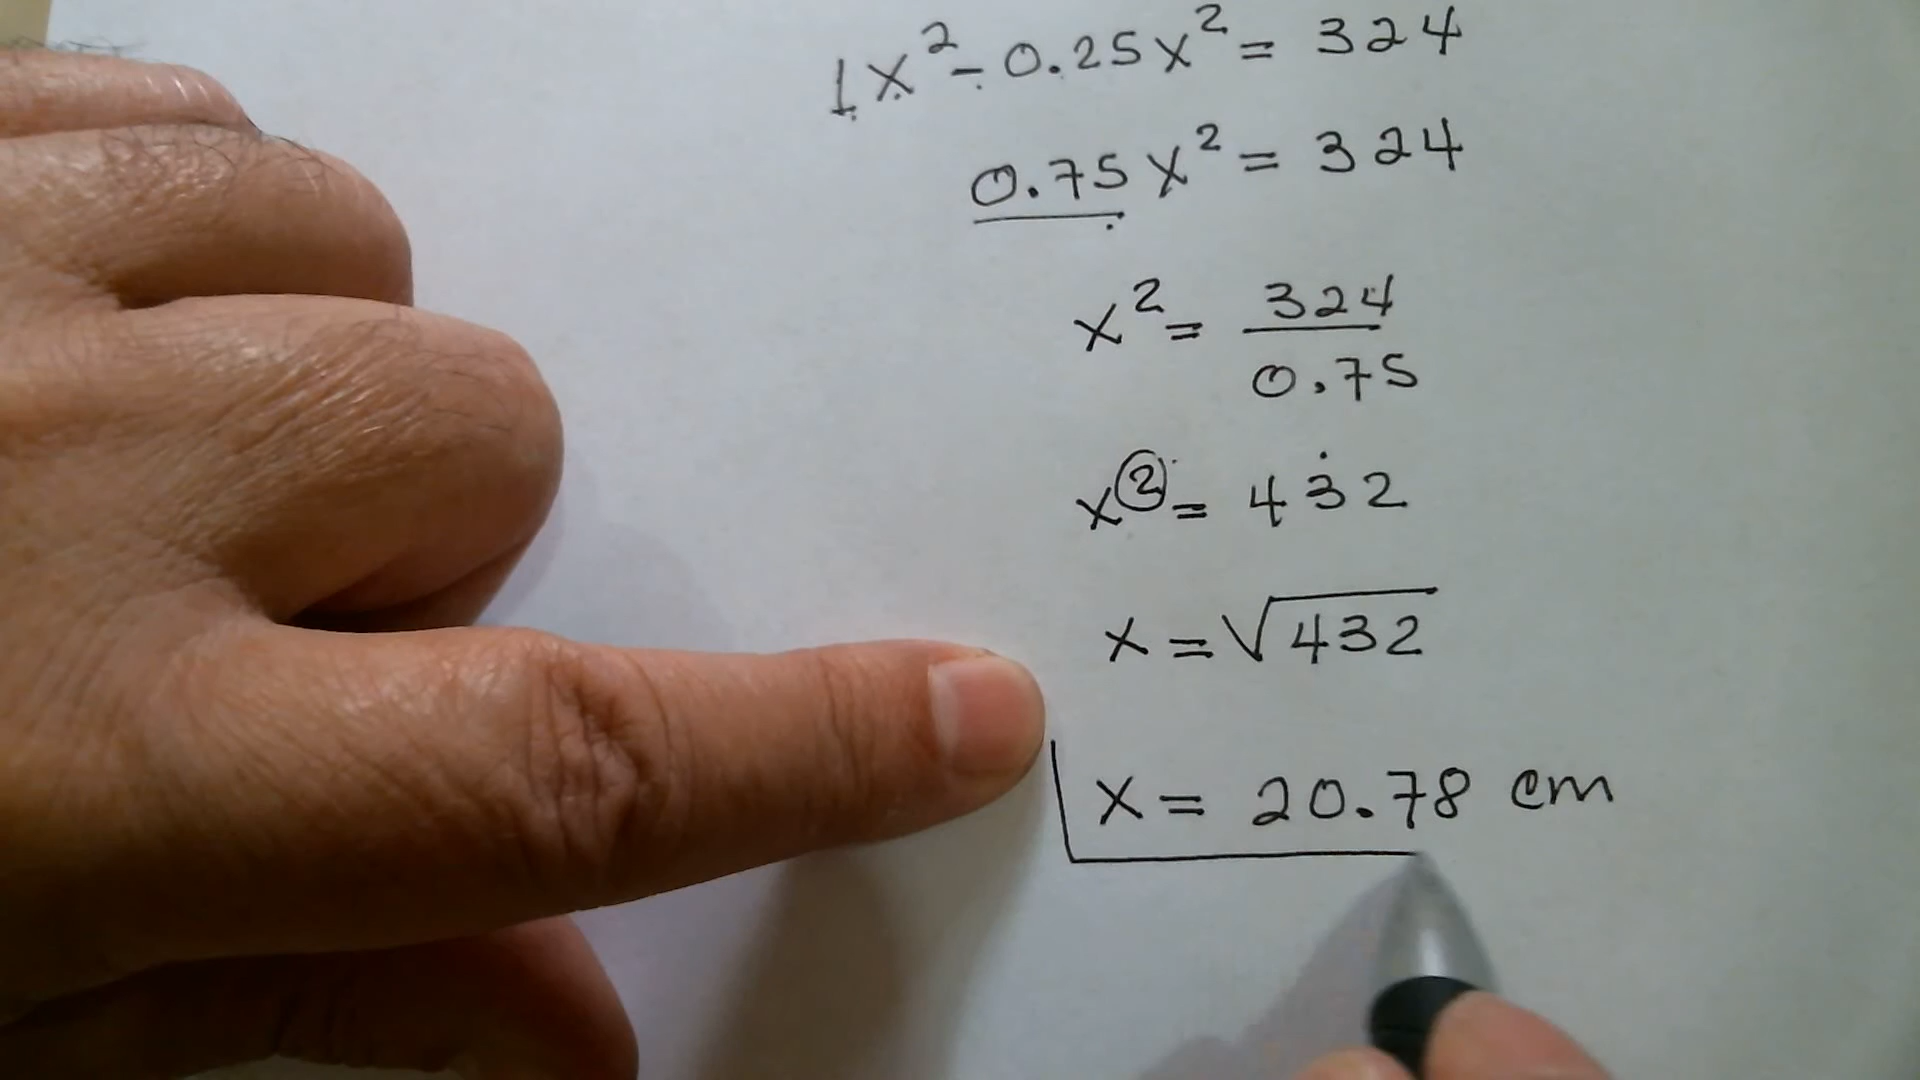 1x² - 0.25x² = 324
0.75x² = 324
x² = 324/0.75
x² = 432
x = √432
x = 20.78 cm